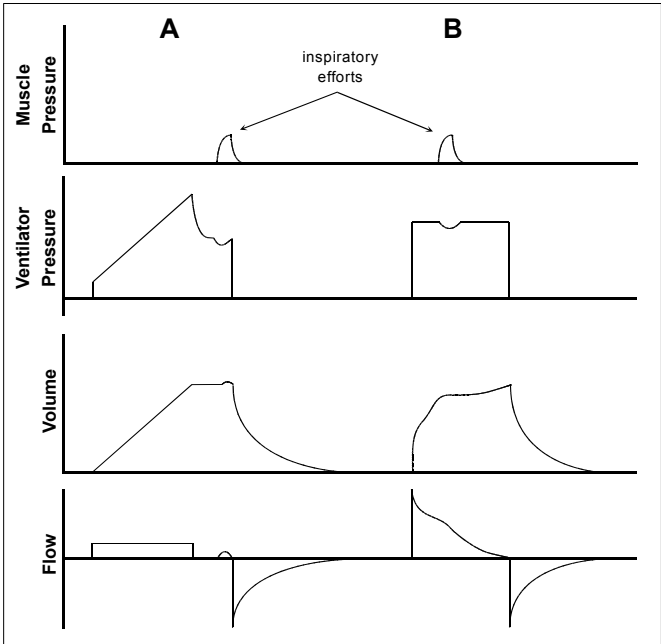 A
B
inspiratory
efforts
Muscle
Pressure
Ventilator
Pressure
Volume
Flow